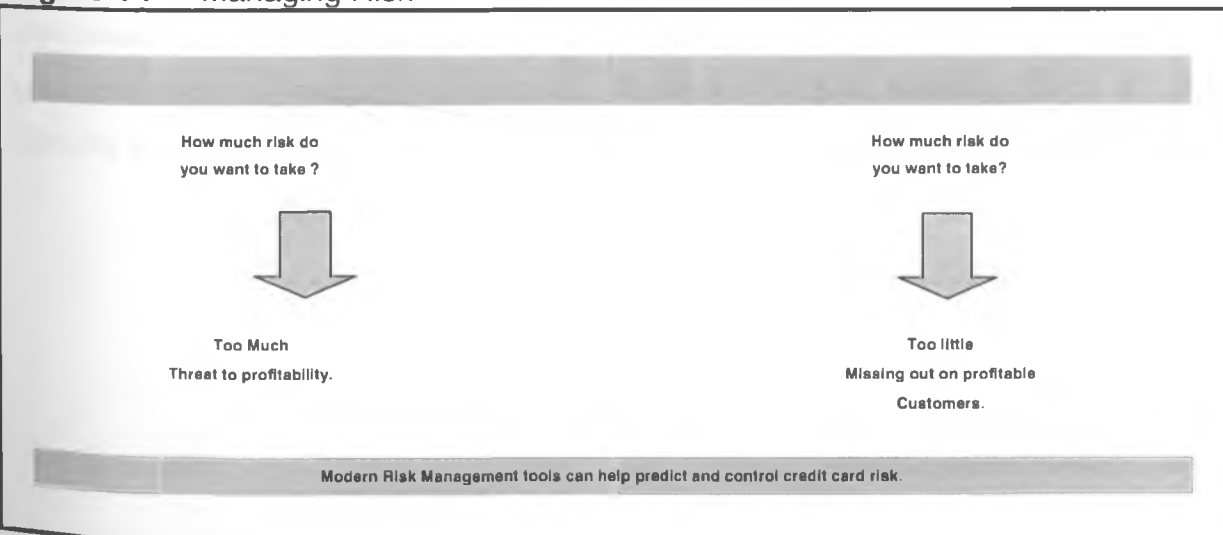 Managing Risk
How much risk do
you want to take ?
Too Much
Threat to profitability.
How much risk do
you want to take?
Too little
Missing out on profitable
Customers.
Modern Risk Management tools can help predict and control credit card risk.